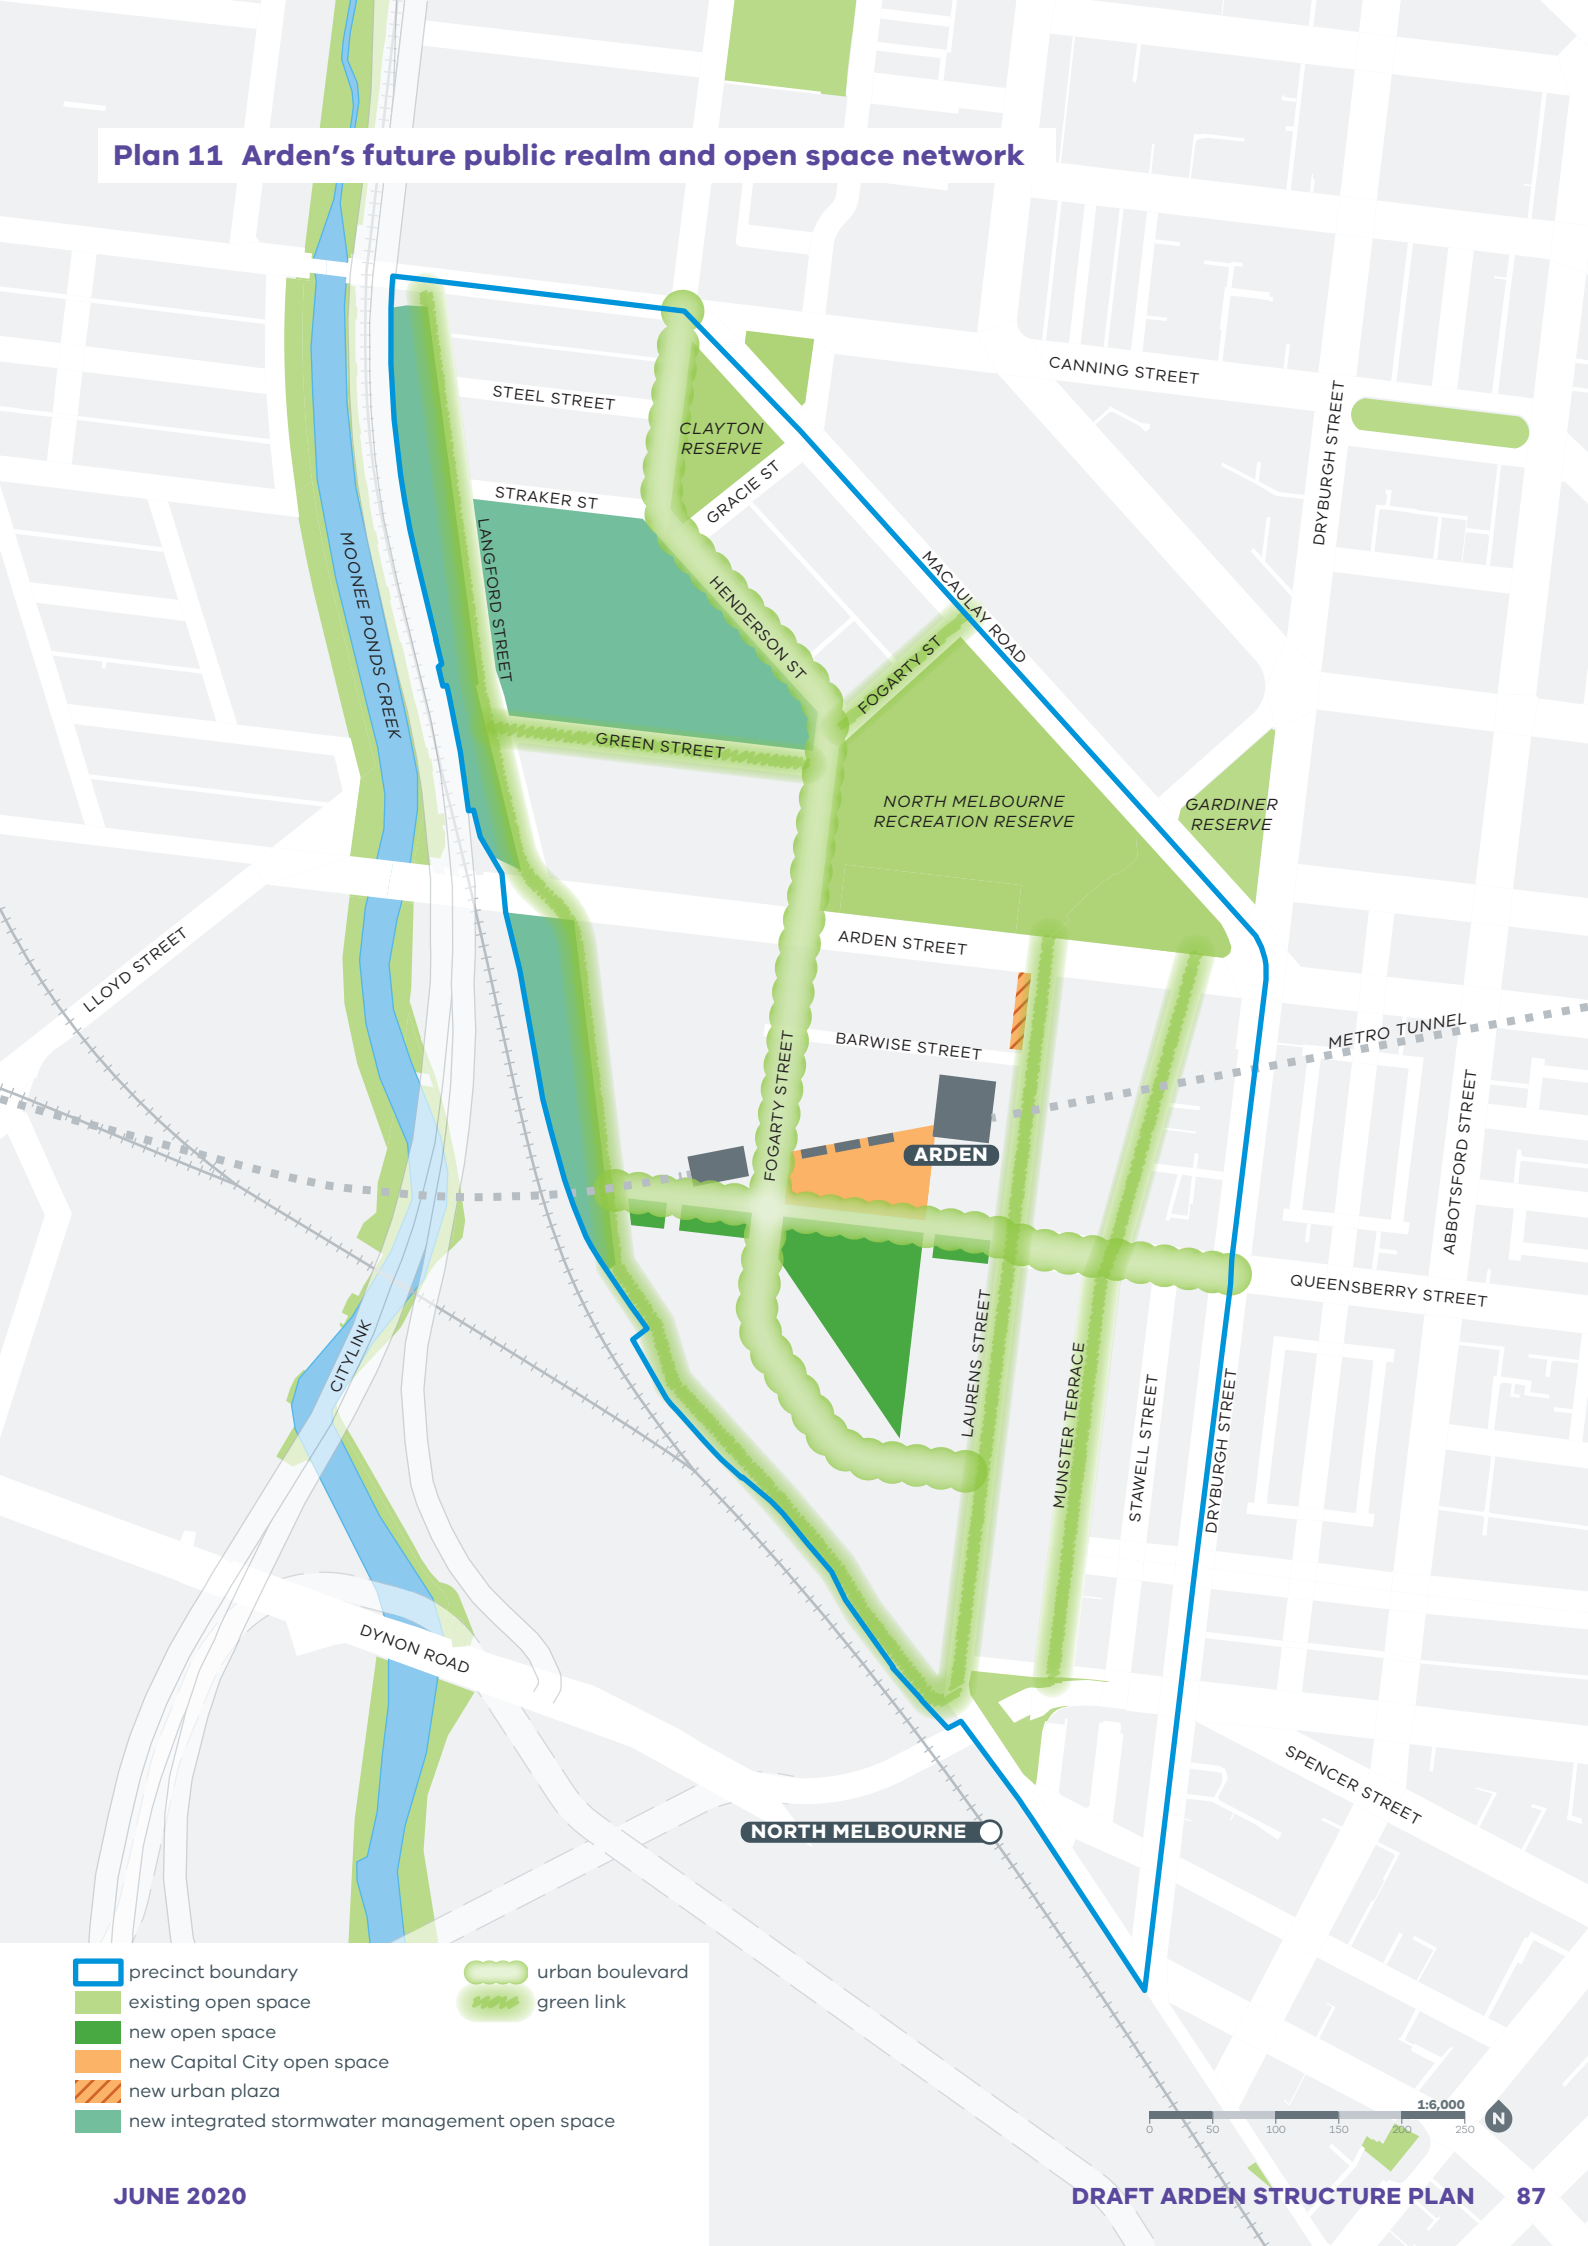 Plan 11 Arden's future public realm and open space network
CANNING STREET
DRYBURGH STREET
STEEL STREET
CLAYTON
RESERVE
GRACIE ST
STRAKER ST
LANGFORD STREET
MOONEE PONDS CREEK
HENDERSON ST
MACAULAY ROAD
FOGARTY ST
GREEN STREET
NORTH MELBOURNE
RECREATION RESERVE
GARDINER
RESERVE
ARDEN STREET
LLOYD STREET
BARWISE STREET
METRO TUNNEL
FOGARTY STREET
ARDEN
ABBOTSFORD STREET
QUEENSBERRY STREET
CITYLINK
LAURENS STREET
MUNSTER TERRACE
STAWELL STREET
DRYBURGH STREET
DYNON ROAD
SPENCER STREET
NORTH MELBOURNE
precinct boundary
existing open space
new open space
new Capital City open space
new urban plaza
new integrated stormwater management open space
urban boulevard
green link
1:6,000
0 50 100 150 200 250
N
JUNE 2020
DRAFT ARDEN STRUCTURE PLAN 87